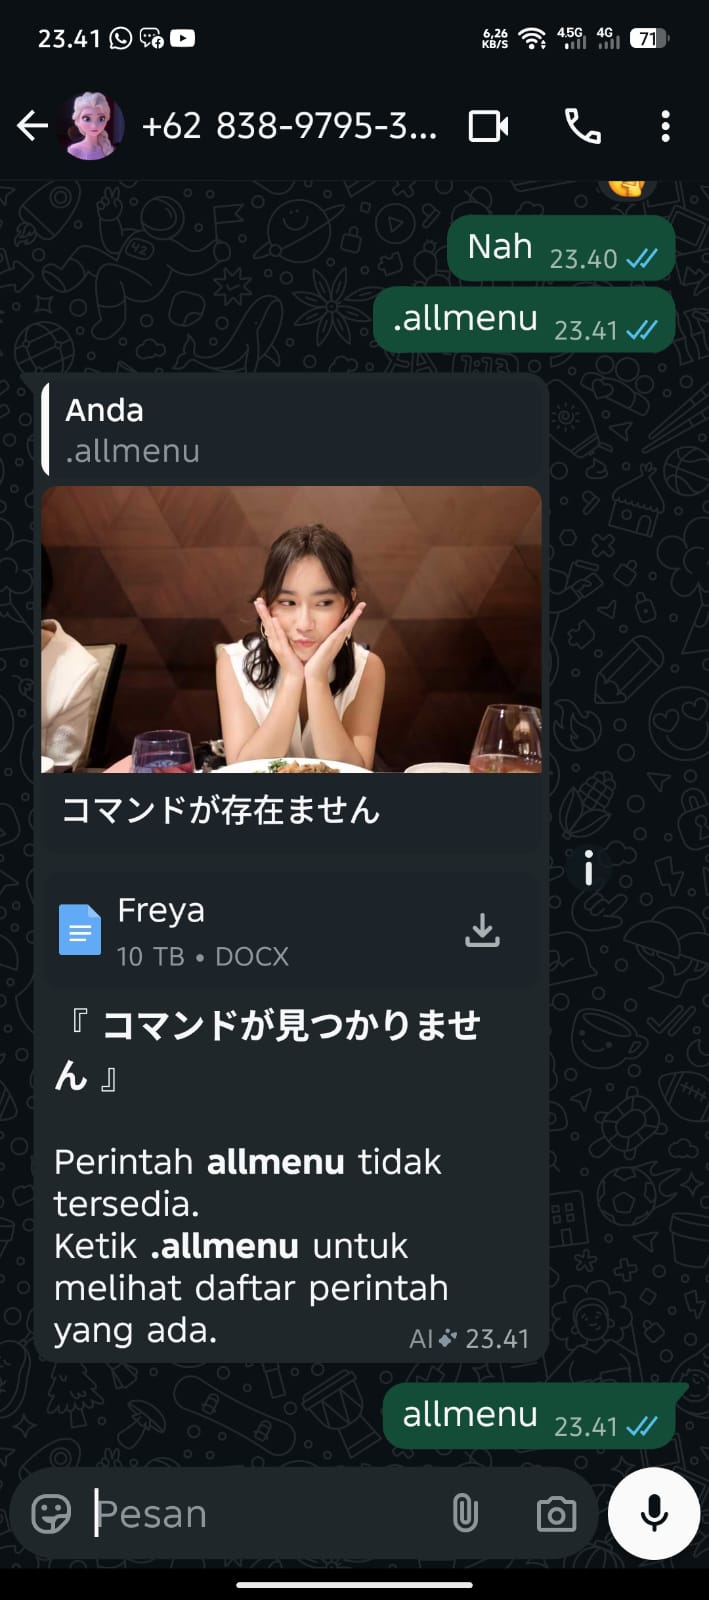 23.41
6,26 KB/S 4.5G 4G 71
+62 838-9795-3...
Nah 23.40
.allmenu 23.41
Anda
.allmenu
コマンドが存在ません
Freya
10 TB • DOCX
『 コマンドが見つかりませ
ん 』
Perintah allmenu tidak
tersedia.
Ketik .allmenu untuk
melihat daftar perintah
yang ada.
AI 23.41
allmenu 23.41
Pesan